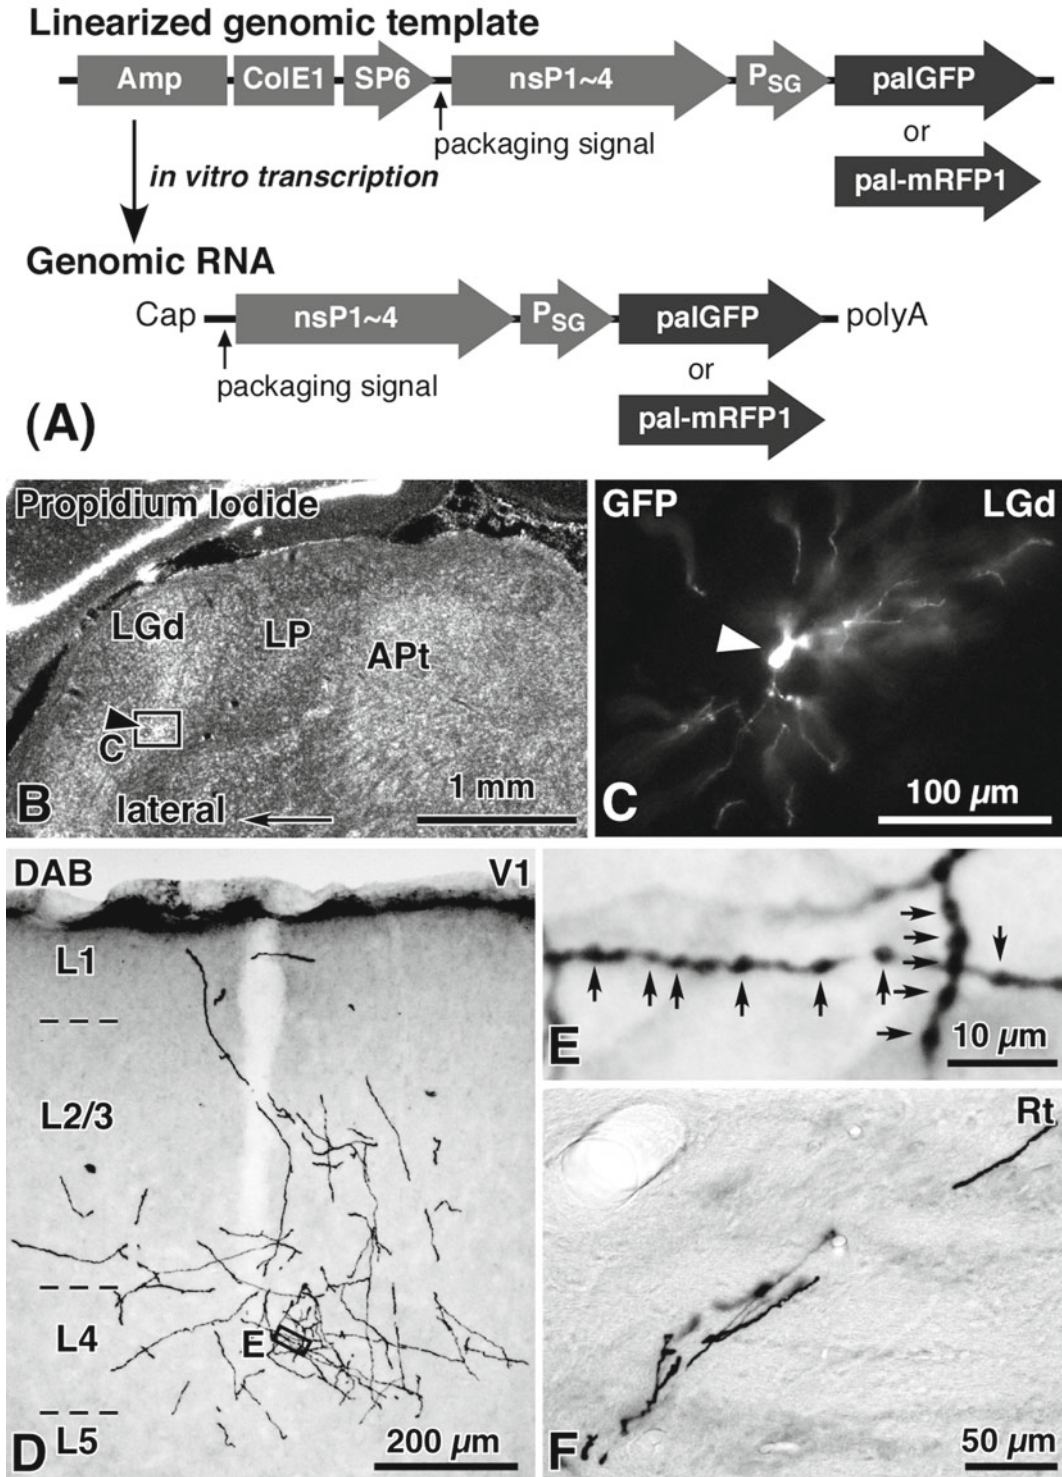 Linearized genomic template
Amp ColE1 SP6 nsP1~4 PSG palGFP
packaging signal or
in vitro transcription pal-mRFP1
Genomic RNA
Cap nsP1~4 PSG palGFP polyA
packaging signal or
(A) pal-mRFP1
Propidium Iodide
LGd LP APt
C
lateral 1 mm
B
GFP LGd
100 µm
C
DAB V1
L1
L2/3
E
L4
L5
200 µm
D
10 µm
E
Rt
50 µm
F